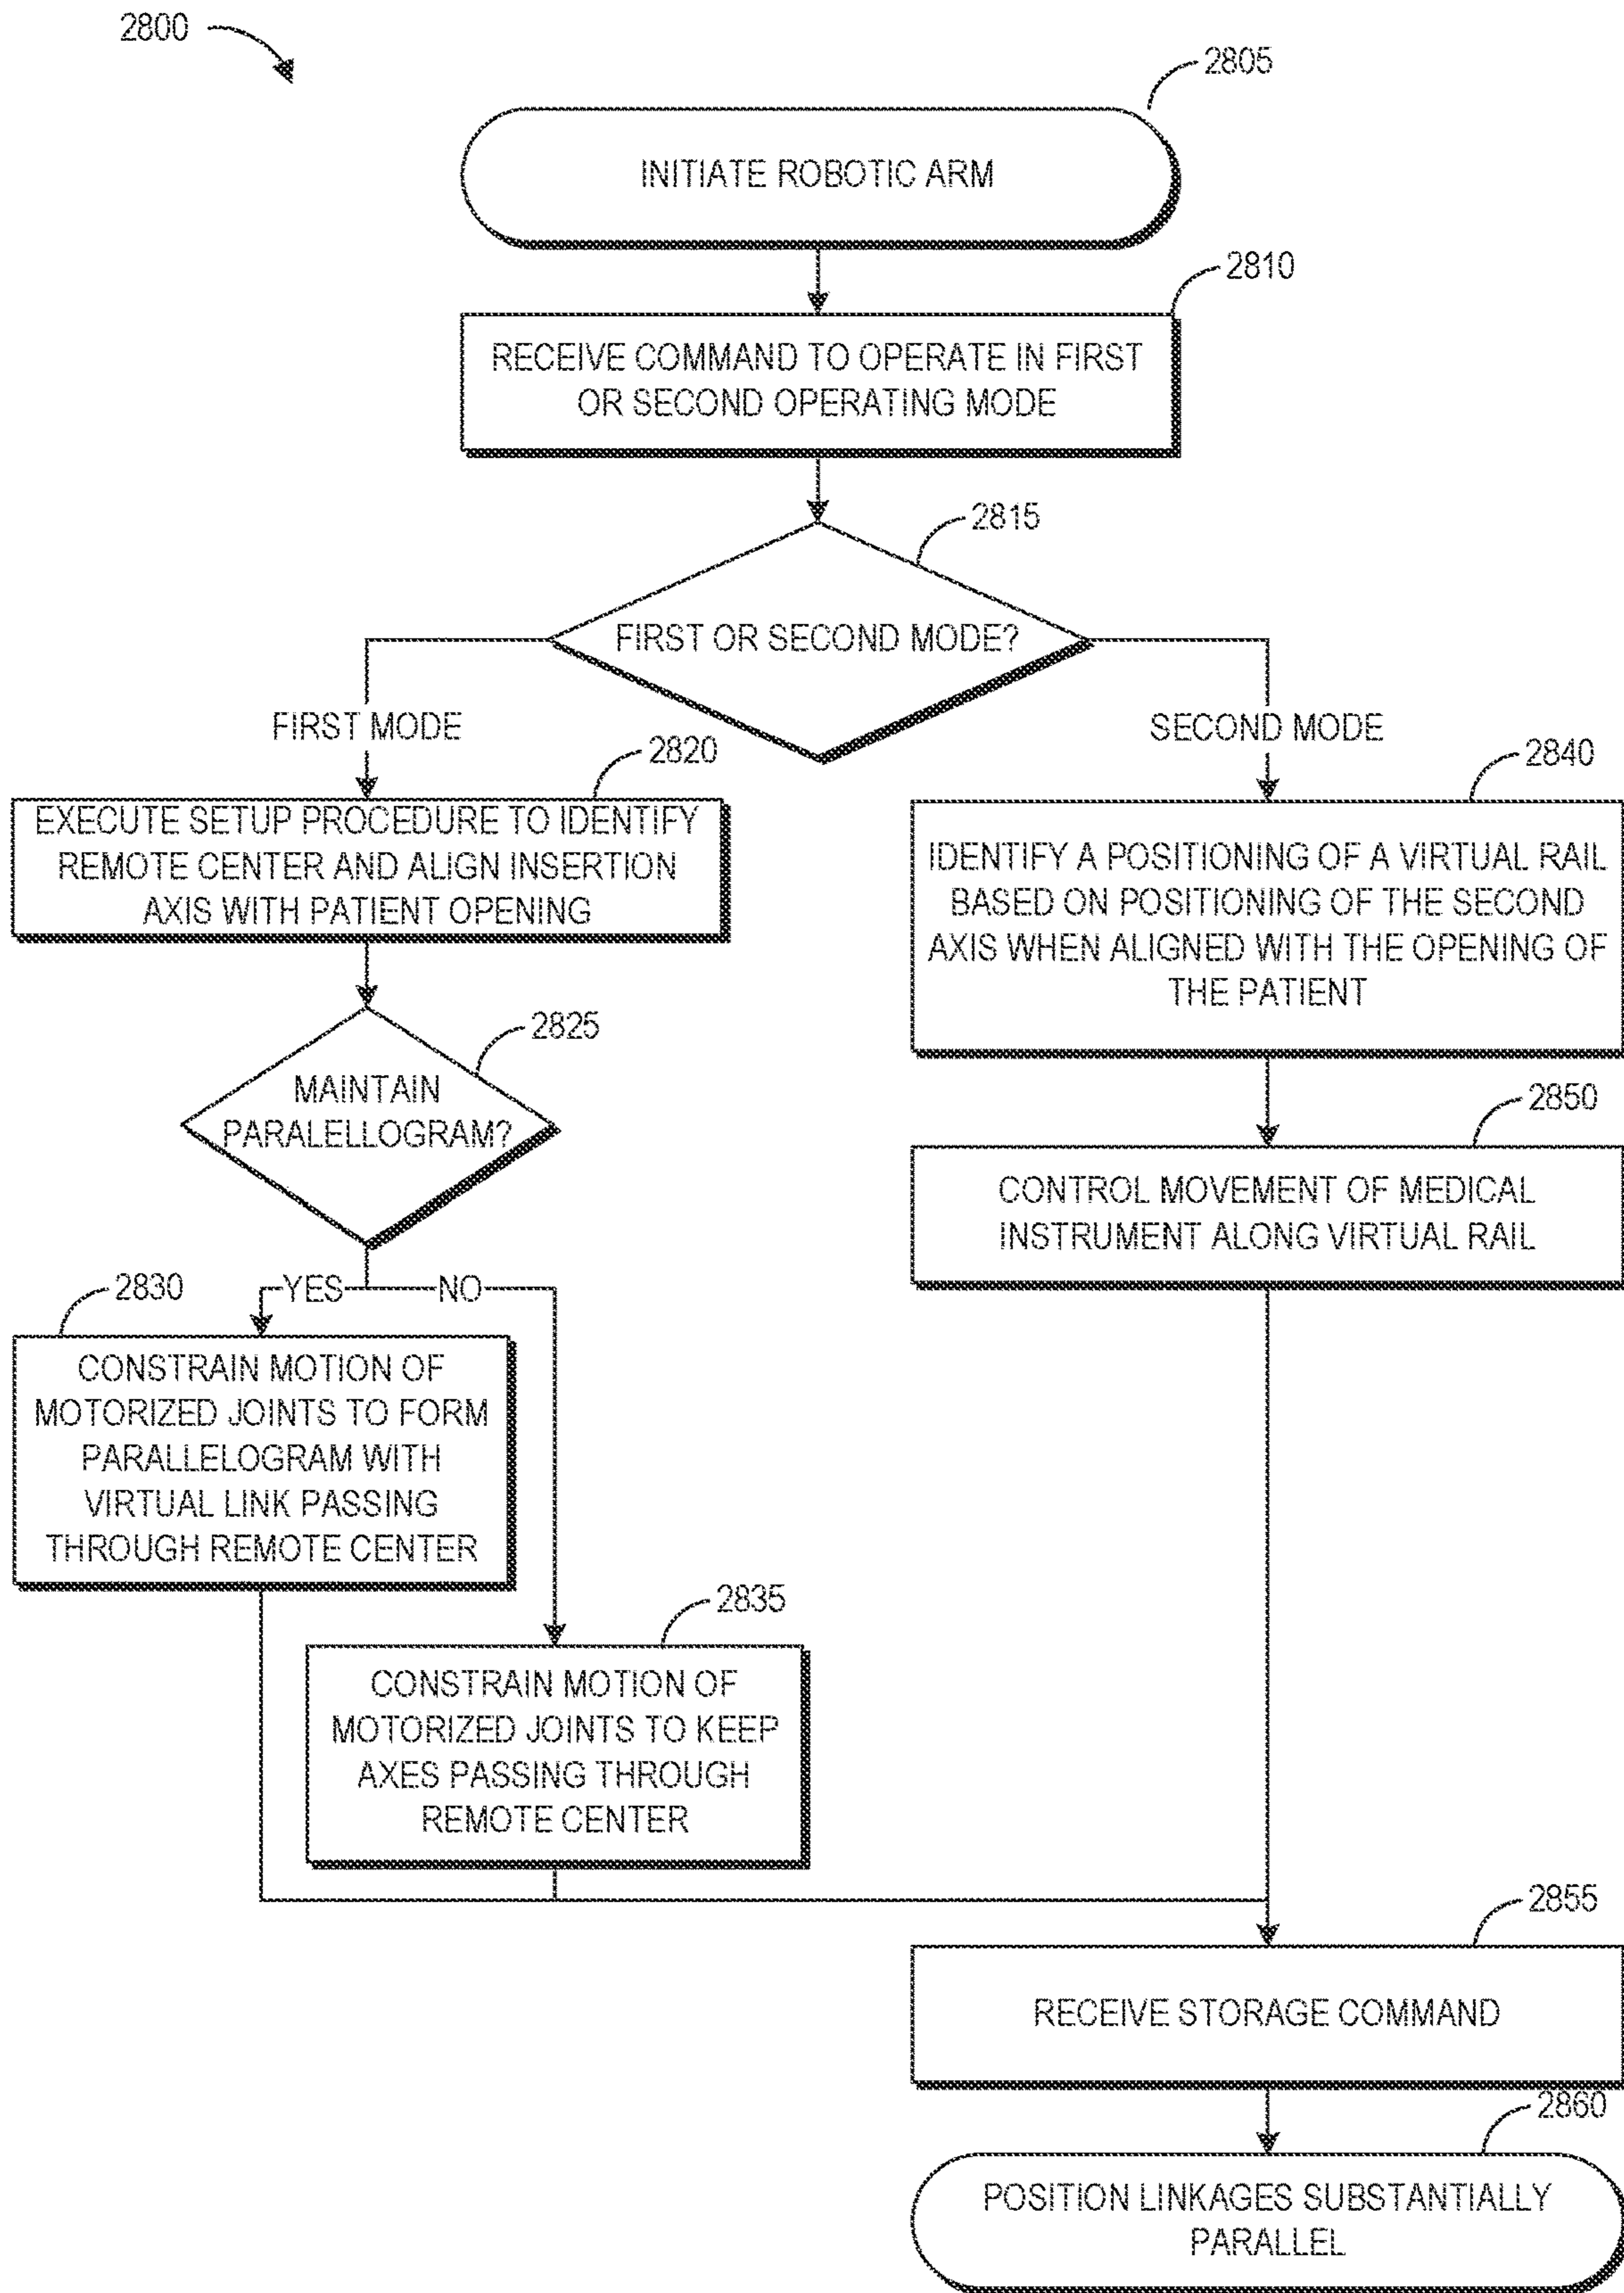 2800
2805
INITIATE ROBOTIC ARM
2810
RECEIVE COMMAND TO OPERATE IN FIRST
OR SECOND OPERATING MODE
2815
FIRST OR SECOND MODE?
FIRST MODE
SECOND MODE
2820
EXECUTE SETUP PROCEDURE TO IDENTIFY
REMOTE CENTER AND ALIGN INSERTION
AXIS WITH PATIENT OPENING
2825
MAINTAIN
PARALELLOGRAM?
YES
NO
2830
CONSTRAIN MOTION OF
MOTORIZED JOINTS TO FORM
PARALLELOGRAM WITH
VIRTUAL LINK PASSING
THROUGH REMOTE CENTER
2835
CONSTRAIN MOTION OF
MOTORIZED JOINTS TO KEEP
AXES PASSING THROUGH
REMOTE CENTER
2840
IDENTIFY A POSITIONING OF A VIRTUAL RAIL
BASED ON POSITIONING OF THE SECOND
AXIS WHEN ALIGNED WITH THE OPENING OF
THE PATIENT
2850
CONTROL MOVEMENT OF MEDICAL
INSTRUMENT ALONG VIRTUAL RAIL
2855
RECEIVE STORAGE COMMAND
2860
POSITION LINKAGES SUBSTANTIALLY
PARALLEL